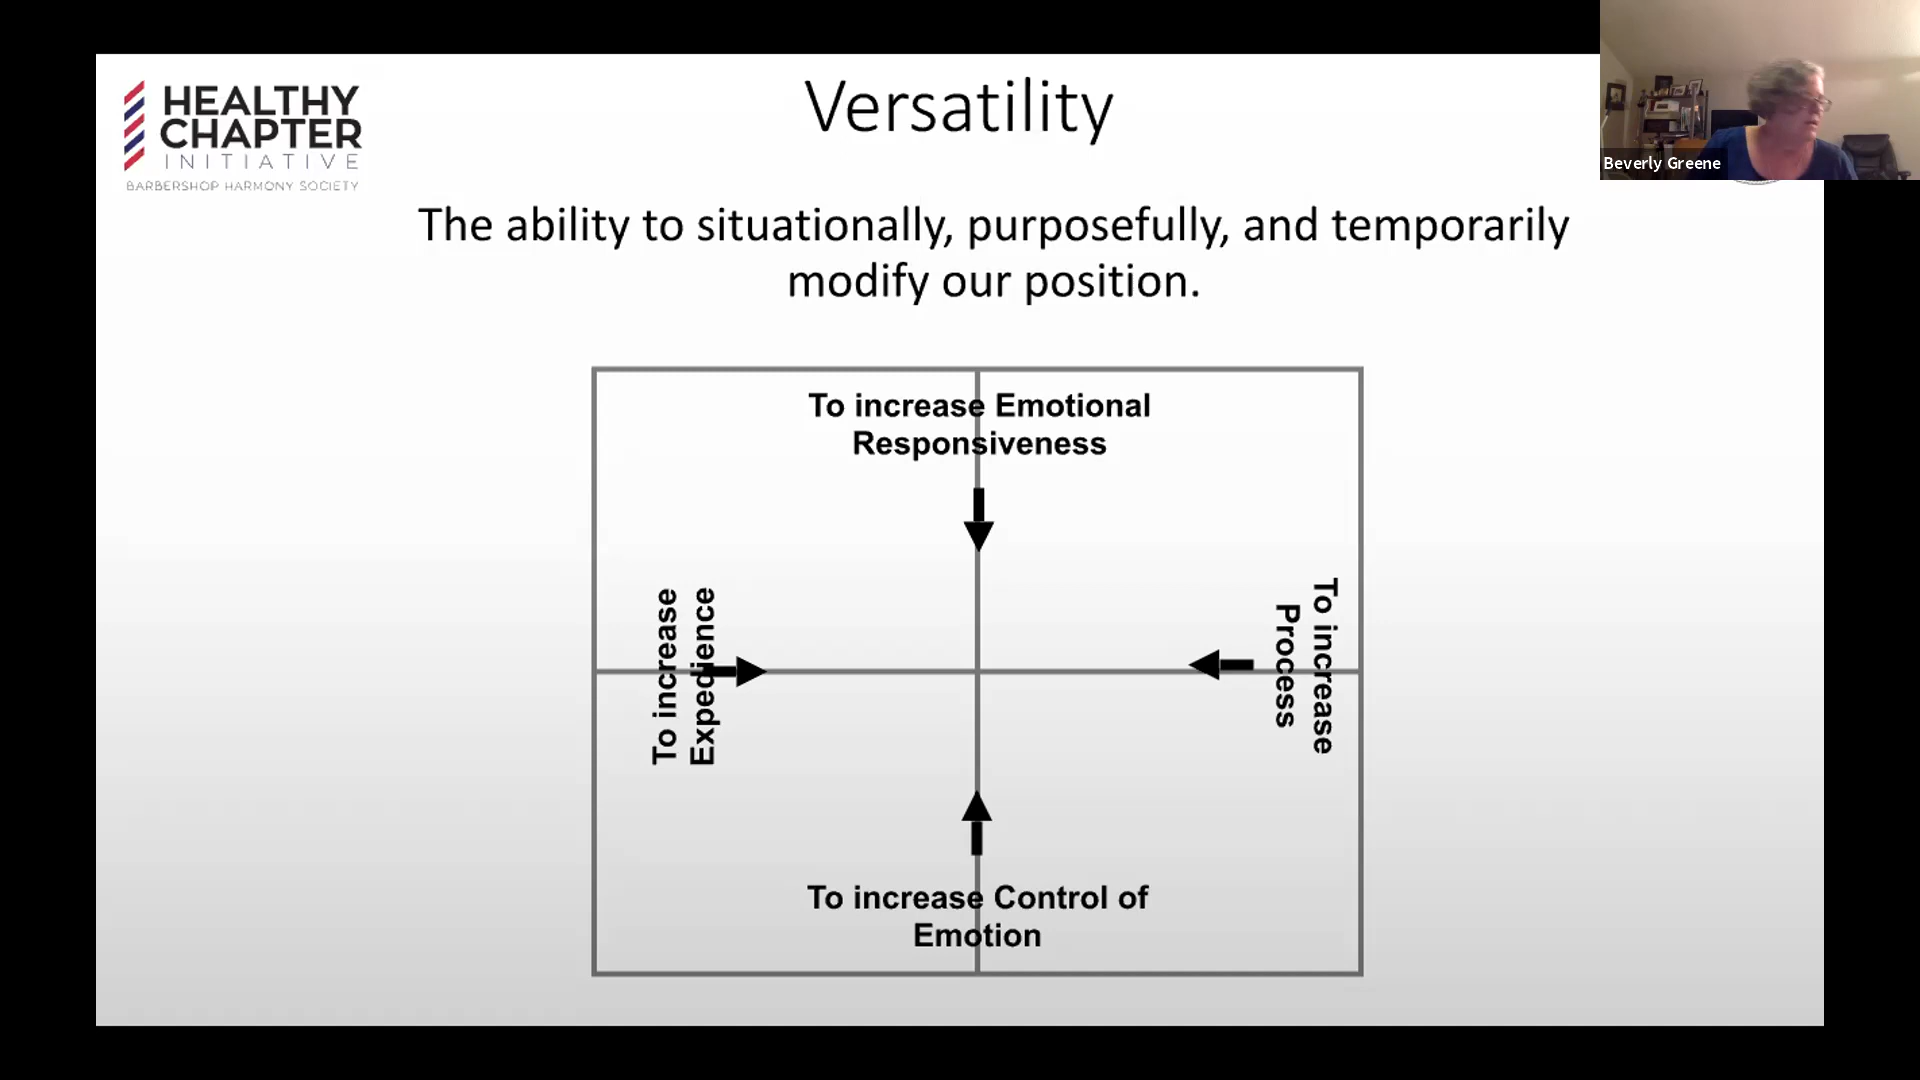 HEALTHY
CHAPTER
INITIATIVE
BARBERSHOP HARMONY SOCIETY
Versatility
Beverly Greene
The ability to situationally, purposefully, and temporarily
modify our position.
To increase Emotional
Responsiveness
To increase
Expedience
To increase
Process
To increase Control of
Emotion